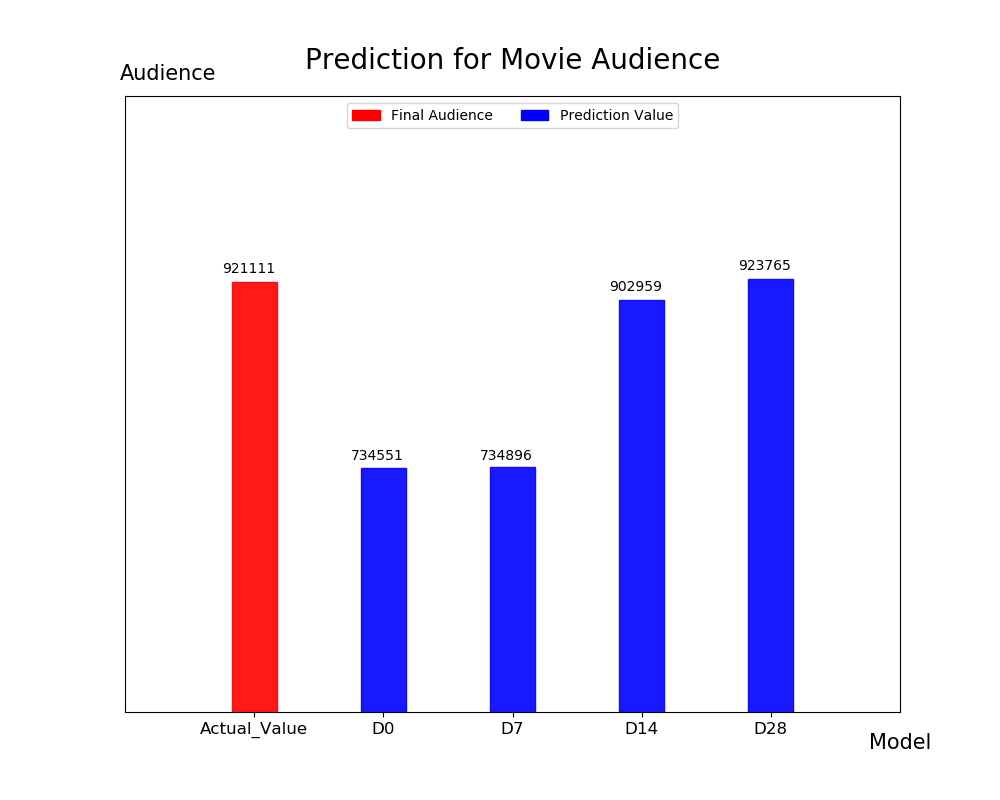 Prediction for Movie Audience
Audience
Final Audience
Prediction Value
921111
734551
734896
902959
923765
Actual_Value
D0
D7
D14
D28
Model